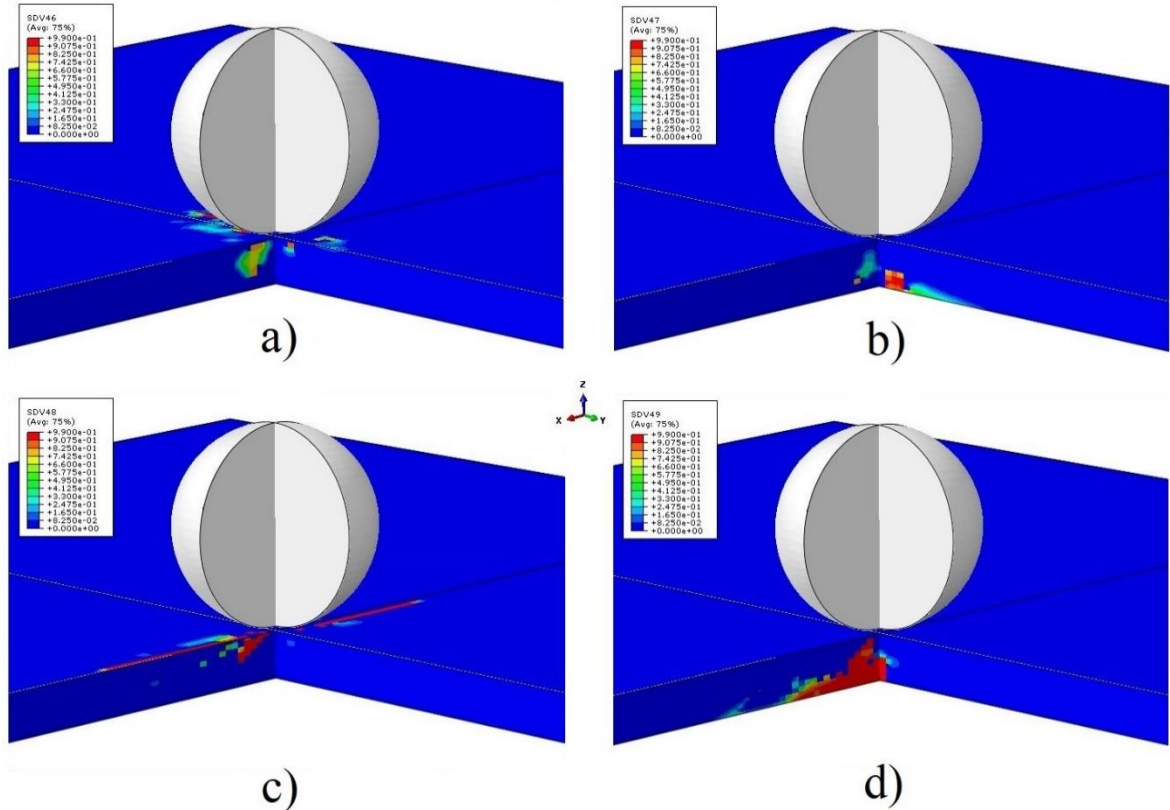 SDV46
(Avg: 75%)
+9.900e-01
+9.075e-01
+8.250e-01
+7.425e-01
+6.600e-01
+5.775e-01
+4.950e-01
+4.125e-01
+3.300e-01
+2.475e-01
+1.650e-01
+8.250e-02
+0.000e+00
a)
SDV47
(Avg: 75%)
+9.900e-01
+9.075e-01
+8.250e-01
+7.425e-01
+6.600e-01
+5.775e-01
+4.950e-01
+4.125e-01
+3.300e-01
+2.475e-01
+1.650e-01
+8.250e-02
+0.000e+00
b)
Z
X
Y
SDV48
(Avg: 75%)
+9.900e-01
+9.075e-01
+8.250e-01
+7.425e-01
+6.600e-01
+5.775e-01
+4.950e-01
+4.125e-01
+3.300e-01
+2.475e-01
+1.650e-01
+8.250e-02
+0.000e+00
c)
SDV49
(Avg: 75%)
+9.900e-01
+9.075e-01
+8.250e-01
+7.425e-01
+6.600e-01
+5.775e-01
+4.950e-01
+4.125e-01
+3.300e-01
+2.475e-01
+1.650e-01
+8.250e-02
+0.000e+00
d)